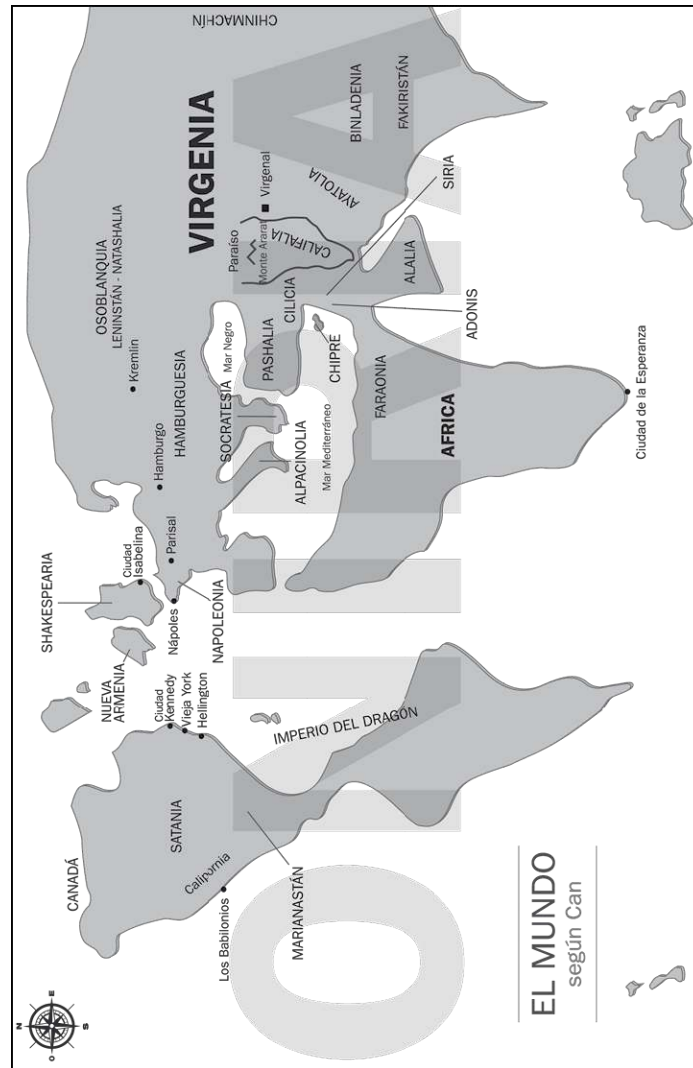 CANADÁ
SATANIA
Calipornia
Los Babilonios
MARIANASTÁN
Ciudad
Kennedy
Vieja York
Hellington
NUEVA
ARMENIA
SHAKESPEARIA
Ciudad
Isabelina
Nápoles
NAPOLEONIA
Parisal
Hamburgo
HAMBURGUESIA
Kremlin
OSOBLANQUIA
LENINSTÁN - NATASHALIA
SOCRATESIA
Mar Negro
PASHALIA
CILICIA
ALPACINOLIA
Mar Mediterráneo
CHIPRE
Paraíso
Monte Ararat
CALIFALIA
VIRGENIA
Virgenal
AYATOLIA
BINLADENIA
FAKIRISTÁN
CHINMACHÍN
SIRIA
ALALIA
ADONIS
FARAONIA
AFRICA
Ciudad de la Esperanza
IMPERIO DEL DRAGÓN
EL MUNDO
según Can
N
O
E
S